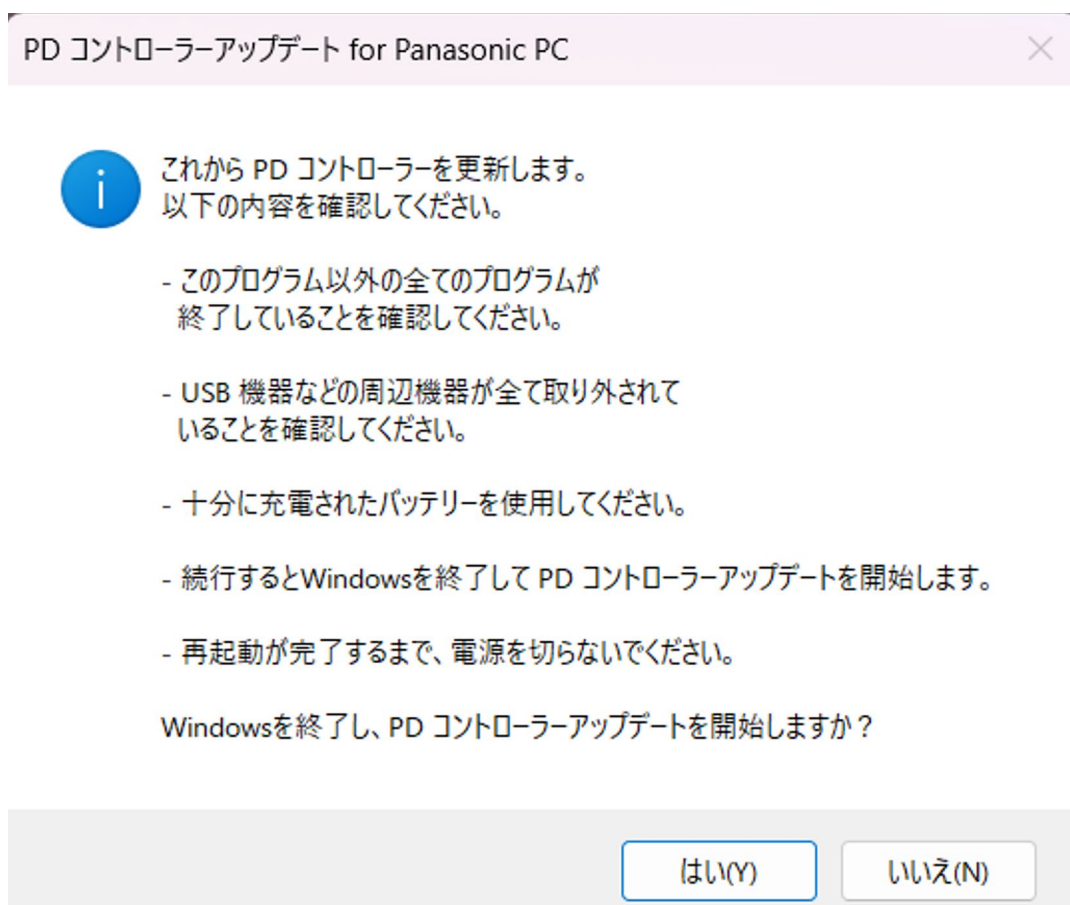 PD コントローラーアップデート for Panasonic PC
これから PD コントローラーを更新します。
以下の内容を確認してください。
- このプログラム以外の全てのプログラムが
終了していることを確認してください。
- USB 機器などの周辺機器が全て取り外されて
いることを確認してください。
- 十分に充電されたバッテリーを使用してください。
- 続行するとWindowsを終了して PD コントローラーアップデートを開始します。
- 再起動が完了するまで、電源を切らないでください。
Windowsを終了し、PD コントローラーアップデートを開始しますか？
はい(Y)
いいえ(N)